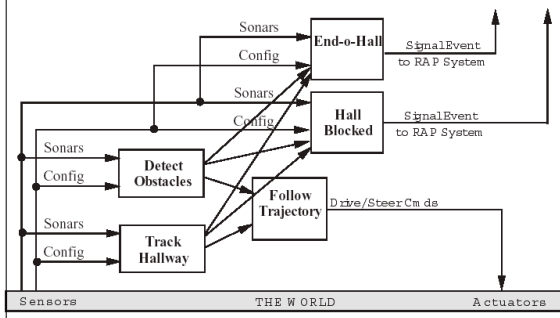 Sonars
End-o-Hall
Config
SignalEvent
to RAP System
Sonars
Hall
Blocked
Config
SignalEvent
to RAP System
Sonars
Detect
Obstacles
Config
Follow
Trajectory
Drive/SteerCmds
Sonars
Track
Hallway
Config
Sensors THE WORLD Actuators